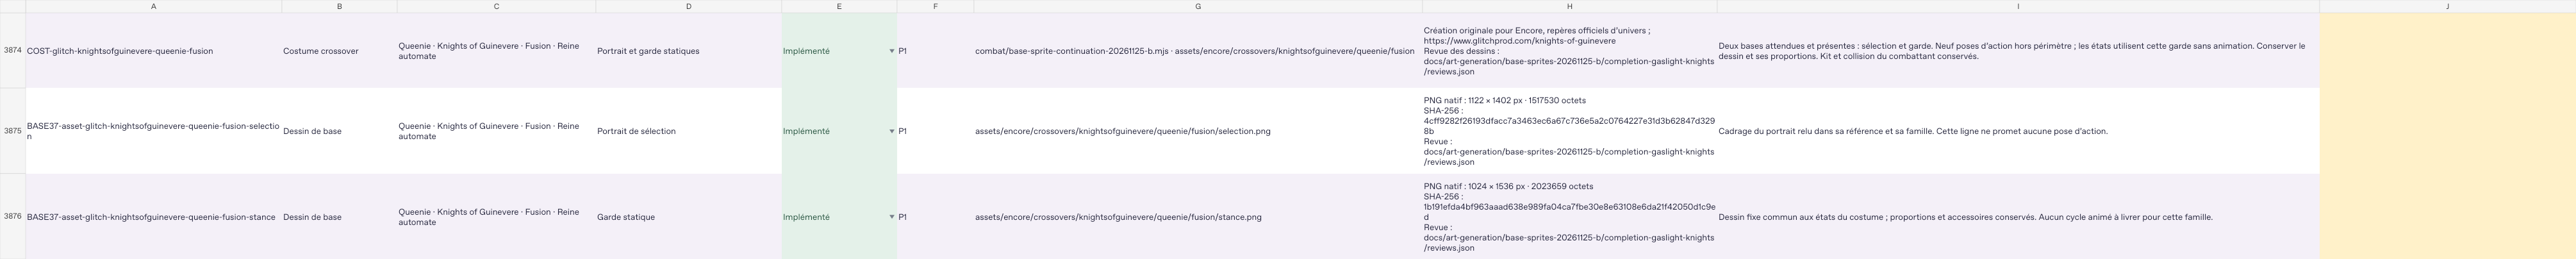 A B C D E F G H I J
3874
COST-glitch-knightsofguinevere-queenie-fusion
Costume crossover
Queenie · Knights of Guinevere · Fusion · Reine
automate
Portrait et garde statiques
Implémenté
P1
combat/base-sprite-continuation-20261125-b.mjs · assets/encore/crossovers/knightsofguinevere/queenie/fusion
Création originale pour Encore, repères officiels d'univers ;
https://www.glitchprod.com/knights-of-guinevere
Revue des dessins :
docs/art-generation/base-sprites-20261125-b/completion-gaslight-knights
/reviews.json
Deux bases attendues et présentes : sélection et garde. Neuf poses d'action hors périmètre ; les états utilisent cette garde sans animation. Conserver le
dessin et ses proportions. Kit et collision du combattant conservés.
3875
BASE37-asset-glitch-knightsofguinevere-queenie-fusion-selectio
n
Dessin de base
Queenie · Knights of Guinevere · Fusion · Reine
automate
Portrait de sélection
Implémenté
P1
assets/encore/crossovers/knightsofguinevere/queenie/fusion/selection.png
PNG natif : 1122 × 1402 px · 1517530 octets
SHA-256 :
4cff9282f26193dfacc7a3463ec6a67c736e5a2c0764227e31d3b62847d329
8b
Revue :
docs/art-generation/base-sprites-20261125-b/completion-gaslight-knights
/reviews.json
Cadrage du portrait relu dans sa référence et sa famille. Cette ligne ne promet aucune pose d'action.
3876
BASE37-asset-glitch-knightsofguinevere-queenie-fusion-stance
Dessin de base
Queenie · Knights of Guinevere · Fusion · Reine
automate
Garde statique
Implémenté
P1
assets/encore/crossovers/knightsofguinevere/queenie/fusion/stance.png
PNG natif : 1024 × 1536 px · 2023659 octets
SHA-256 :
1b191efda4bf963aaad638e989fa04ca7fbe30e8e63108e6da21f42050d1c9e
d
Revue :
docs/art-generation/base-sprites-20261125-b/completion-gaslight-knights
/reviews.json
Dessin fixe commun aux états du costume ; proportions et accessoires conservés. Aucun cycle animé à livrer pour cette famille.